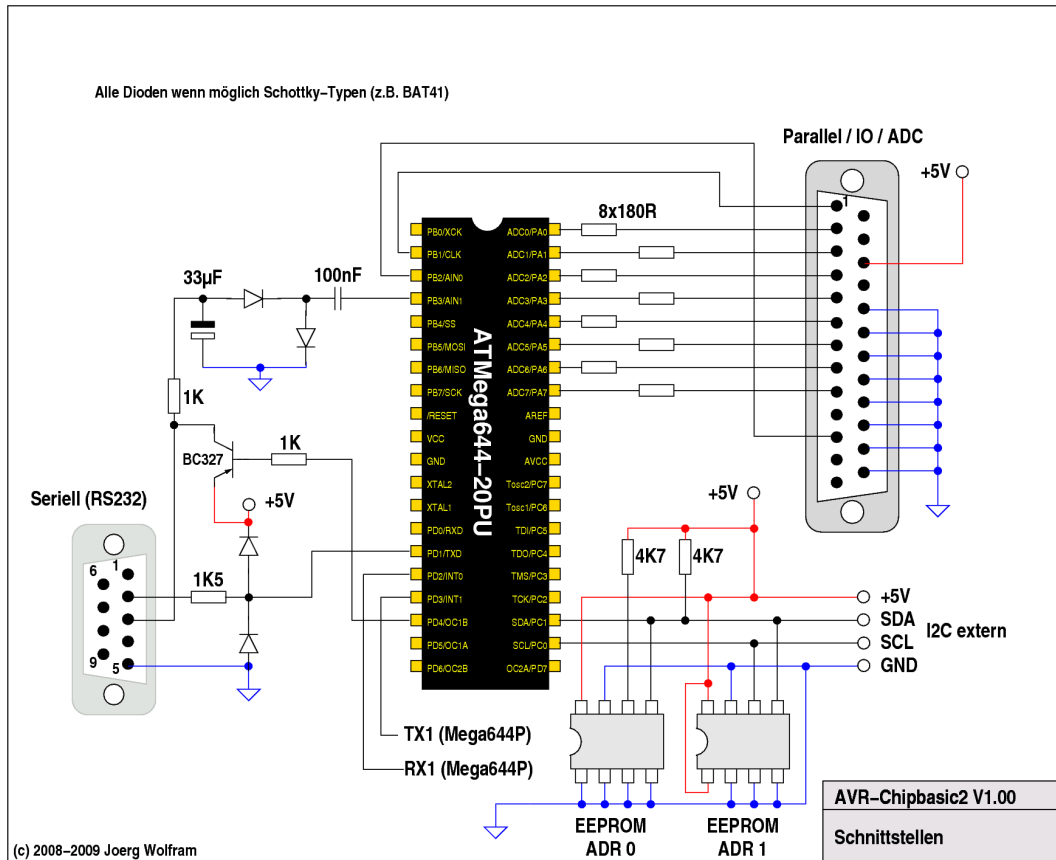 Alle Dioden wenn möglich Schottky-Typen (z.B. BAT41)
Parallel / IO / ADC
+5V
1
8x180R
33µF
100nF
PB0/XCK
PB1/CLK
PB2/AIN0
PB3/AIN1
PB4/SS
PB5/MOSI
PB6/MISO
PB7/SCK
/RESET
VCC
GND
XTAL2
XTAL1
PD0/RXD
PD1/TXD
PD2/INT0
PD3/INT1
PD4/OC1B
PD5/OC1A
PD6/OC2B
ATMega644-20PU
ADC0/PA0
ADC1/PA1
ADC2/PA2
ADC3/PA3
ADC4/PA4
ADC5/PA5
ADC6/PA6
ADC7/PA7
AREF
GND
AVCC
Tosc2/PC7
Tosc1/PC6
TDI/PC5
TDO/PC4
TMS/PC3
TCK/PC2
SDA/PC1
SCL/PC0
OC2A/PD7
1K
BC327
1K
+5V
Seriell (RS232)
6
1
9
5
1K5
+5V
4K7
4K7
+5V
SDA
SCL
GND
I2C extern
TX1 (Mega644P)
RX1 (Mega644P)
EEPROM
ADR 0
EEPROM
ADR 1
AVR-Chipbasic2 V1.00
Schnittstellen
(c) 2008-2009 Joerg Wolfram